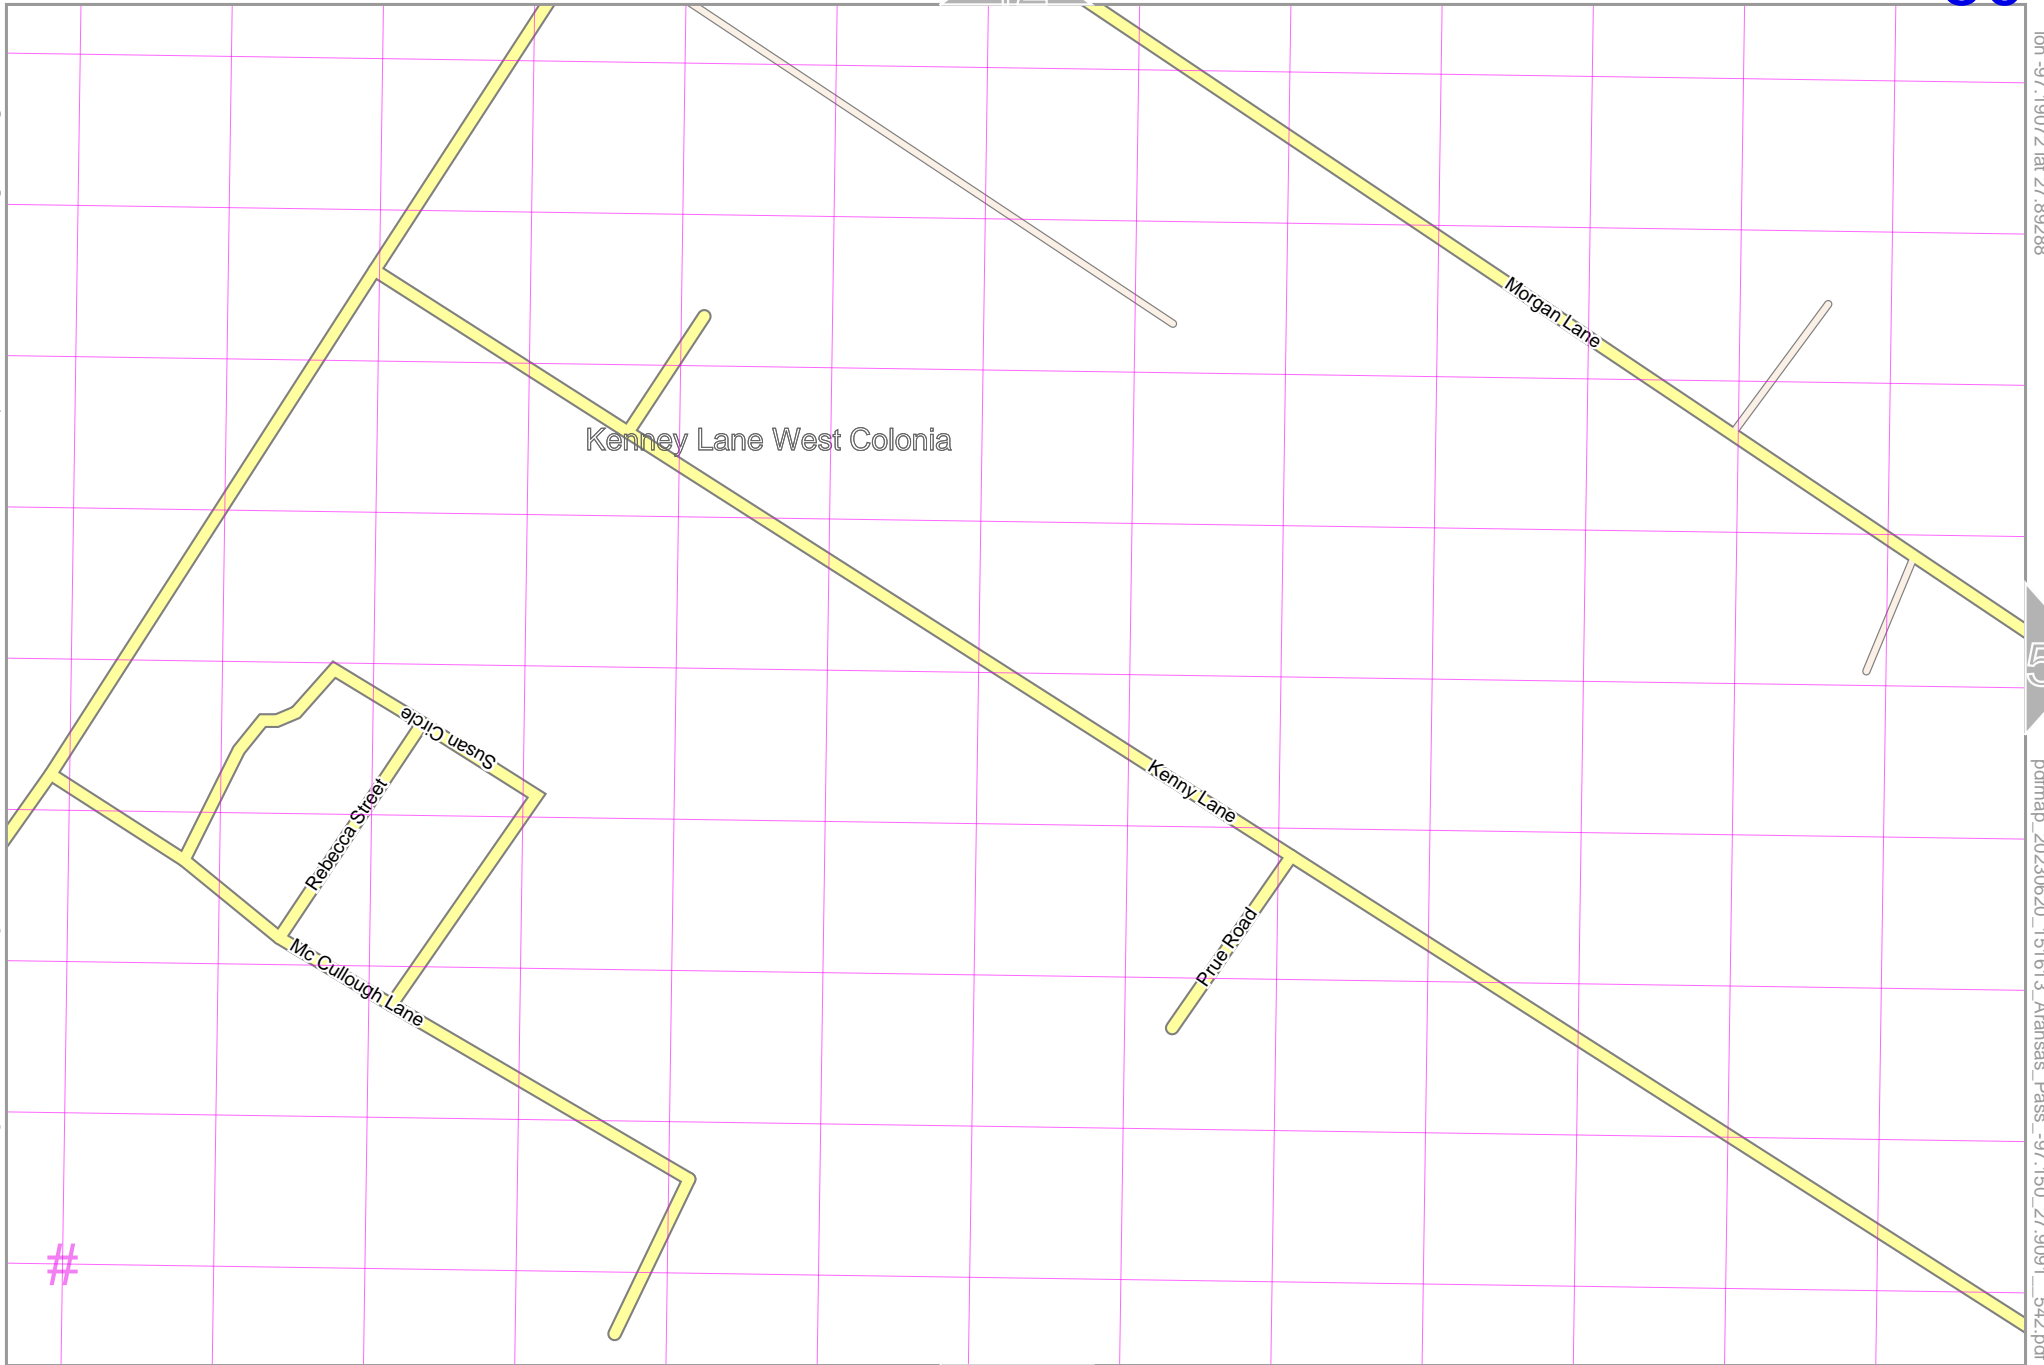 Morgan Lane
Kenney Lane West Colonia
Susan Circle
Rebecca Street
Kenny Lane
Prue Road
Mc Cullough Lane
#
5
lon -97.19072 lat 27.89288